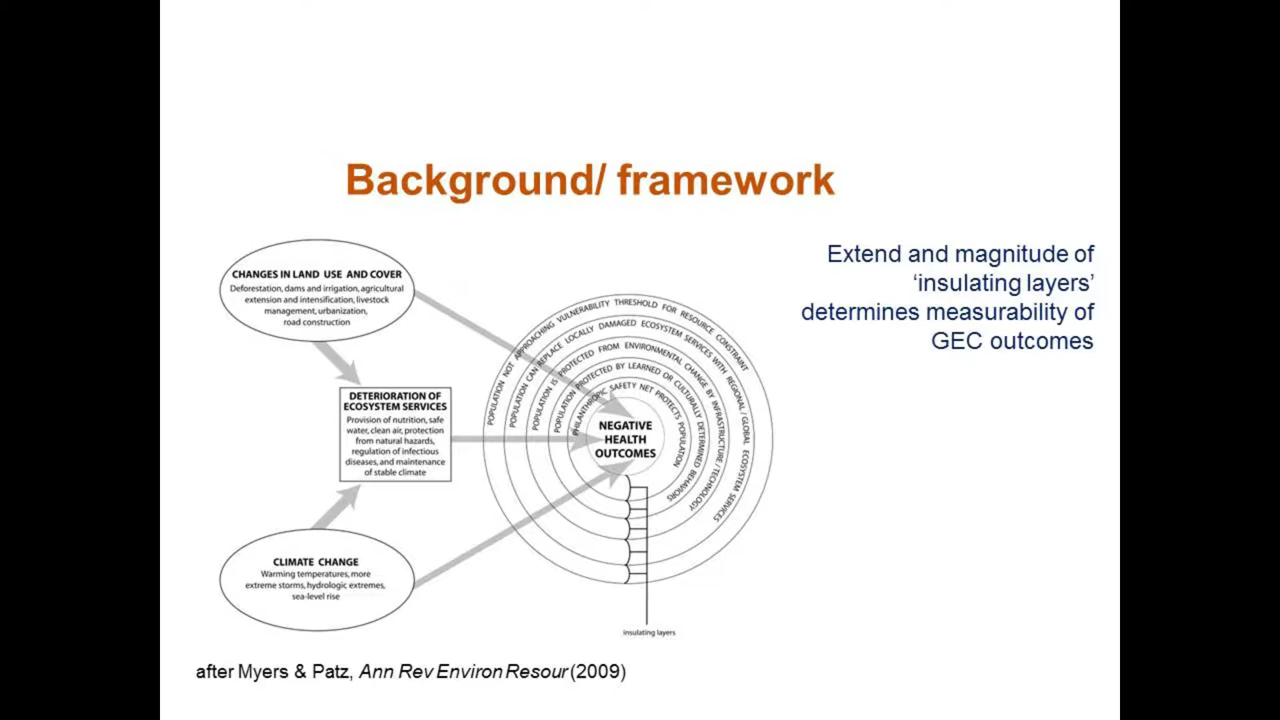 Background/ framework
Extend and magnitude of
‘insulating layers’
determines measurability of
GEC outcomes
CHANGES IN LAND USE AND COVER
Deforestation, dams and irrigation, agricultural
extension and intensification, livestock
management, urbanization,
road construction
DETERIORATION OF
ECOSYSTEM SERVICES
Provision of nutrition, safe
water, clean air, protection
from natural hazards,
regulation of infectious
diseases, and maintenance
of stable climate
CLIMATE CHANGE
Warming temperatures, more
extreme storms, hydrologic extremes,
sea-level rise
POPULATION NOT APPROACHING VULNERABILITY THRESHOLD FOR RESOURCE CONSTRAINT
POPULATION CAN REPLACE LOCALLY DAMAGED ECOSYSTEM SERVICES WITH REGIONAL / GLOBAL ECOSYSTEM SERVICES
POPULATION IS PROTECTED FROM ENVIRONMENTAL CHANGE BY INFRASTRUCTURE/TECHNOLOGY
POPULATION PROTECTED BY LEARNED OR CULTURALLY DETERMINED BEHAVIORS
PHILANTHROPIC SAFETY NET PROTECTS POPULATION
NEGATIVE
HEALTH
OUTCOMES
insulating layers
after Myers & Patz, Ann Rev Environ Resour (2009)